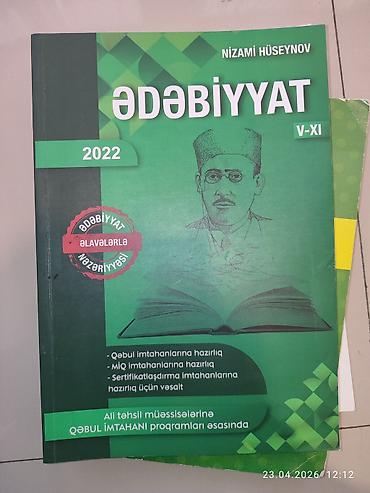 NİZAMİ HÜSEYNOV
ƏDƏBİYYAT
V-XI
2022
ƏDƏBİYYAT
ƏLAVƏLƏRLƏ
NƏZƏRİYYƏSİ
- Qəbul imtahanlarına hazırlıq
- MİQ imtahanlarına hazırlıq
- Sertifikatlaşdırma imtahanlarına
hazırlıq üçün vəsait
Ali təhsil müəssisələrinə
QƏBUL İMTAHANI proqramları əsasında
23.04.2026 12:12